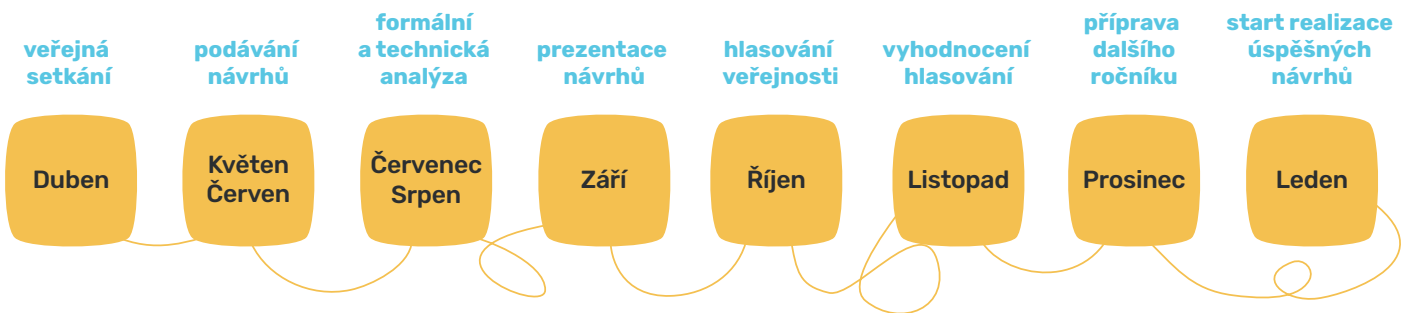 veřejná
setkání
Duben
podávání
návrhů
Květen
Červen
formální
a technická
analýza
Červenec
Srpen
prezentace
návrhů
Září
hlasování
veřejnosti
Říjen
vyhodnocení
hlasování
Listopad
příprava
dalšího
ročníku
Prosinec
start realizace
úspěšných
návrhů
Leden